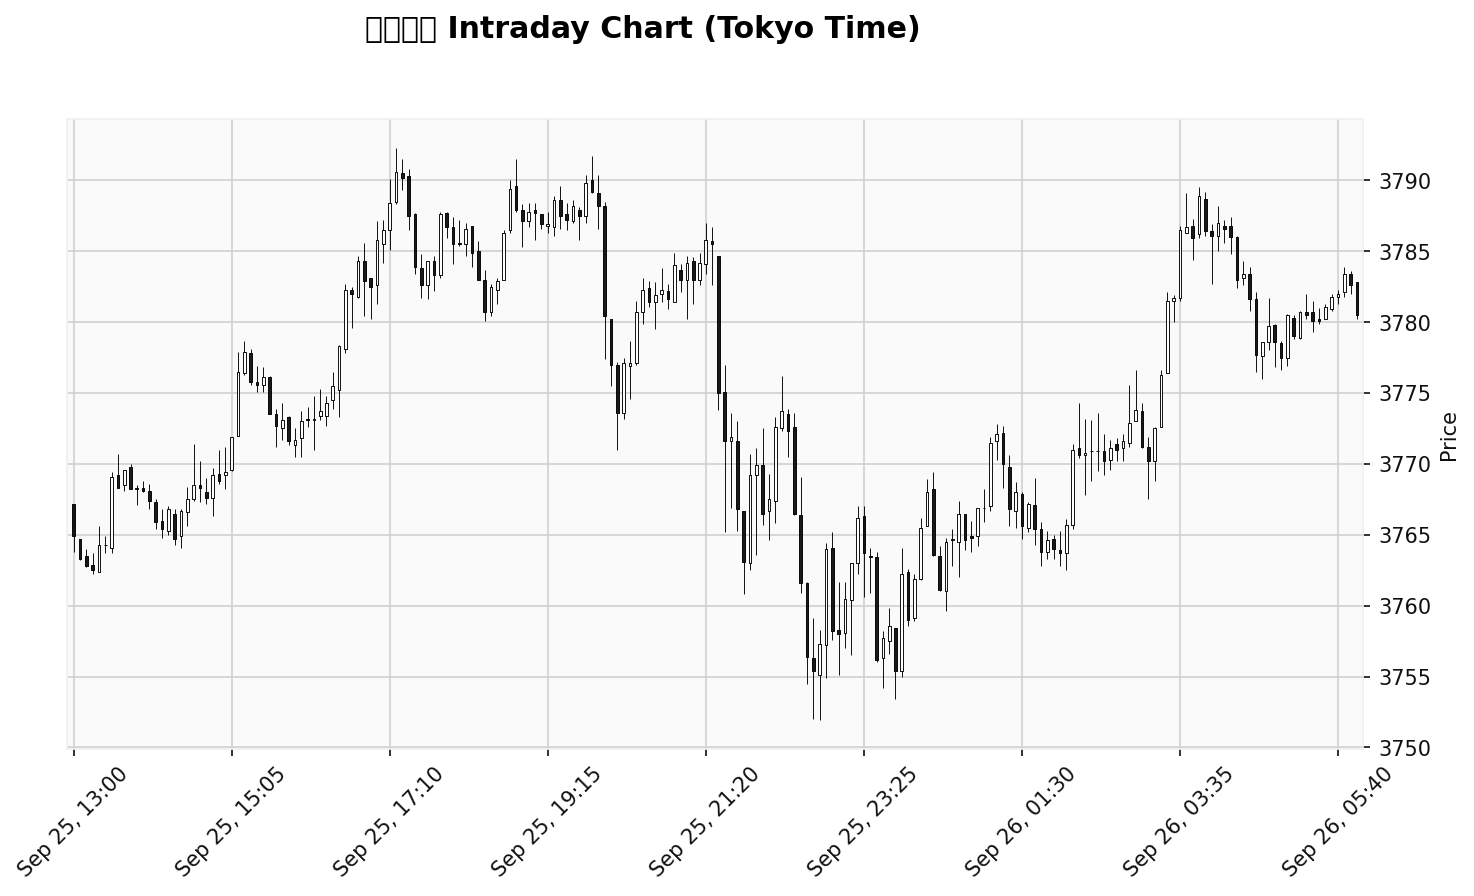 Intraday Chart (Tokyo Time)
3790
3785
3780
3775
3770
3765
3760
3755
3750
Price
Sep 25, 13:00
Sep 25, 15:05
Sep 25, 17:10
Sep 25, 19:15
Sep 25, 21:20
Sep 25, 23:25
Sep 26, 01:30
Sep 26, 03:35
Sep 26, 05:40